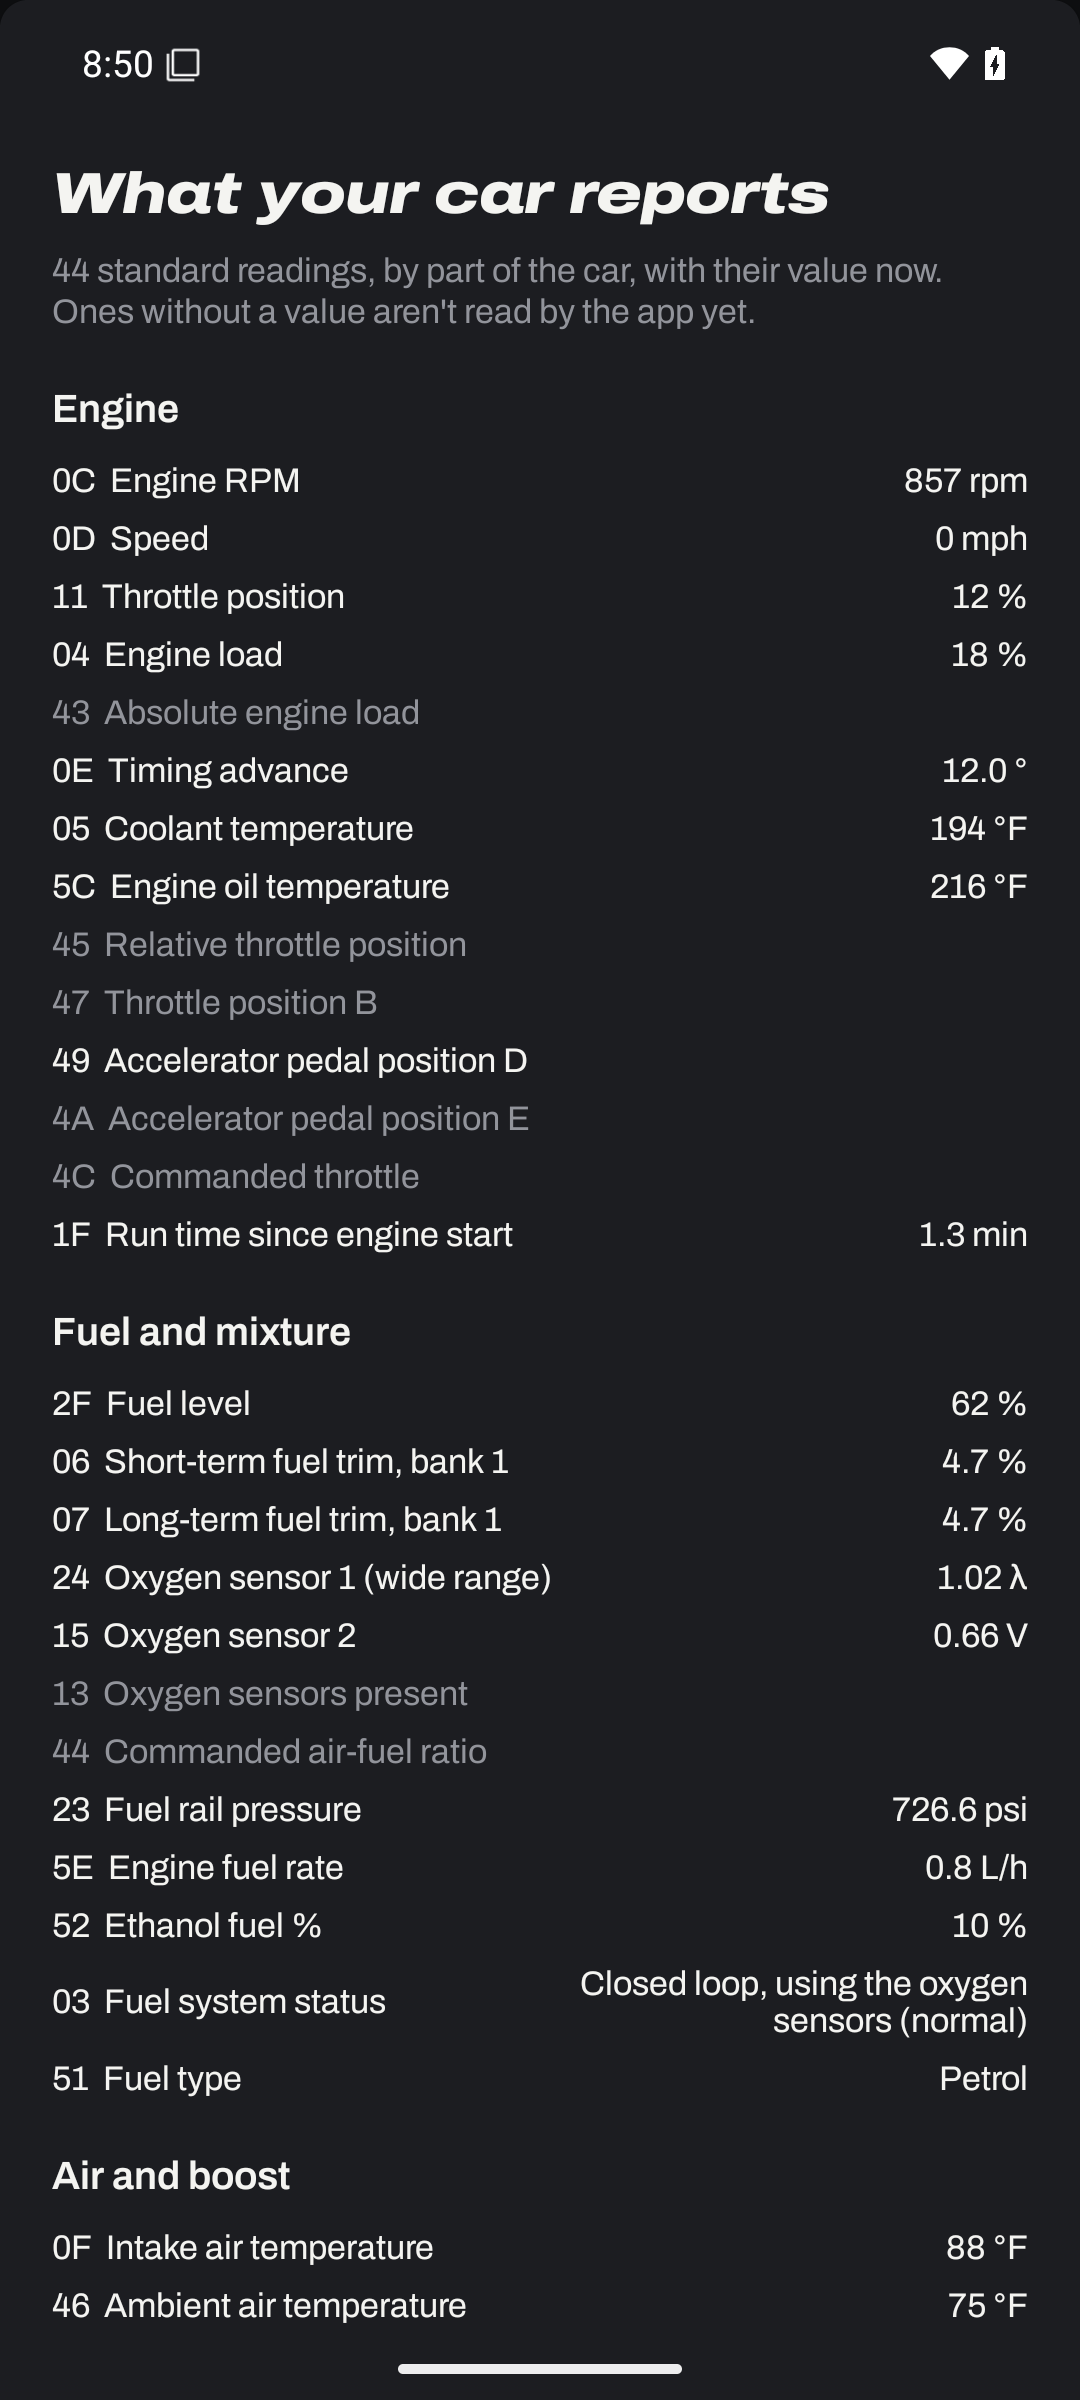 8:50
What your car reports
44 standard readings, by part of the car, with their value now.
Ones without a value aren't read by the app yet.
Engine
0C Engine RPM 857 rpm
0D Speed 0 mph
11 Throttle position 12 %
04 Engine load 18 %
43 Absolute engine load
0E Timing advance 12.0 °
05 Coolant temperature 194 °F
5C Engine oil temperature 216 °F
45 Relative throttle position
47 Throttle position B
49 Accelerator pedal position D
4A Accelerator pedal position E
4C Commanded throttle
1F Run time since engine start 1.3 min
Fuel and mixture
2F Fuel level 62 %
06 Short-term fuel trim, bank 1 4.7 %
07 Long-term fuel trim, bank 1 4.7 %
24 Oxygen sensor 1 (wide range) 1.02 λ
15 Oxygen sensor 2 0.66 V
13 Oxygen sensors present
44 Commanded air-fuel ratio
23 Fuel rail pressure 726.6 psi
5E Engine fuel rate 0.8 L/h
52 Ethanol fuel % 10 %
03 Fuel system status Closed loop, using the oxygen
sensors (normal)
51 Fuel type Petrol
Air and boost
0F Intake air temperature 88 °F
46 Ambient air temperature 75 °F